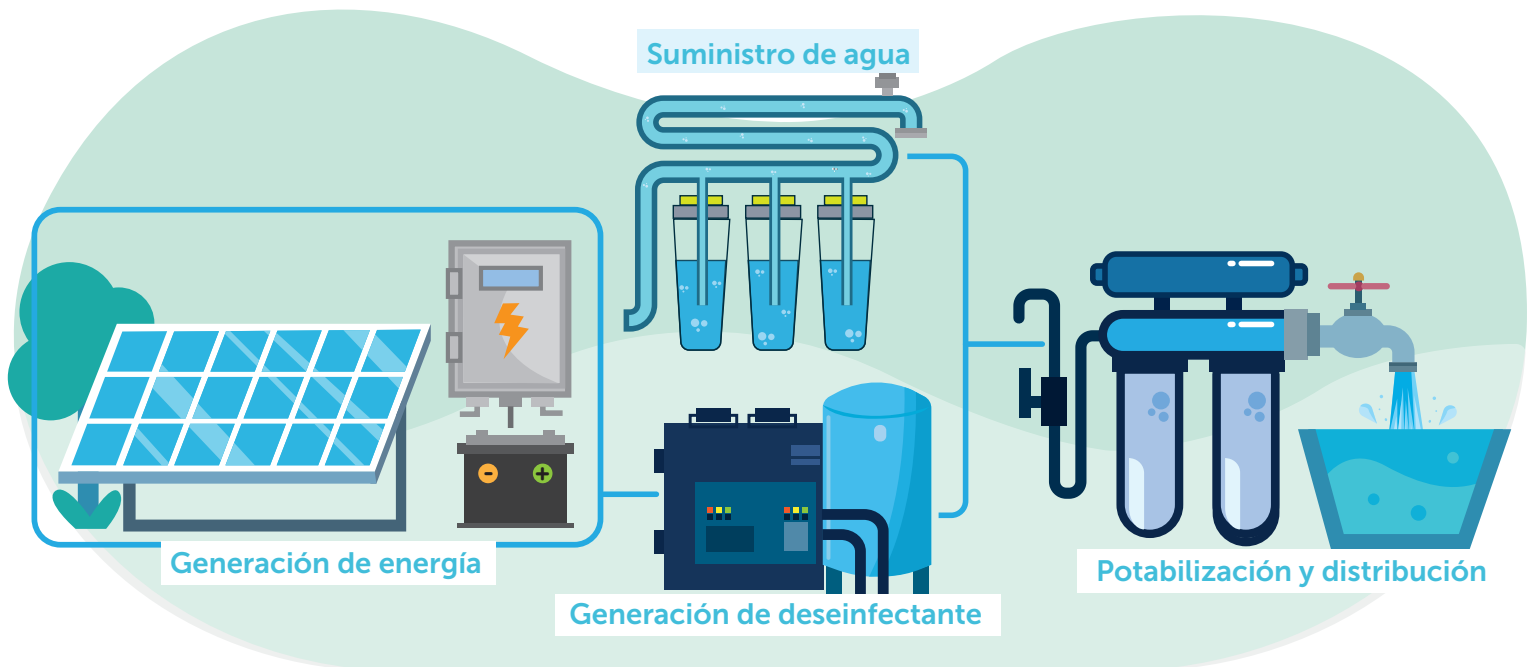 Suministro de agua
Generación de energía
Generación de deseinfectante
Potabilización y distribución